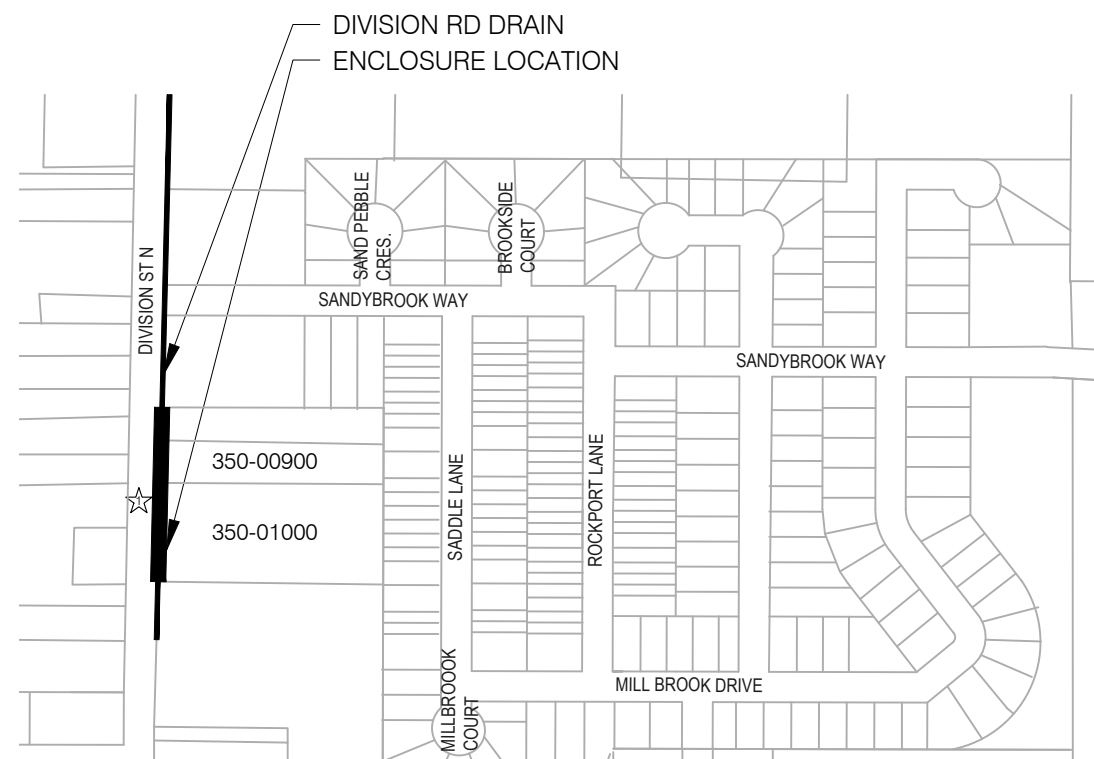 DIVISION RD DRAIN
ENCLOSURE LOCATION
SAND PEBBLE
CRES.
BROOKSIDE
COURT
DIVISION ST N
SANDYBROOK WAY
SANDYBROOK WAY
350-00900
350-01000
SADDLE LANE
ROCKPORT LANE
1
MILLBROOOK
COURT
MILL BROOK DRIVE